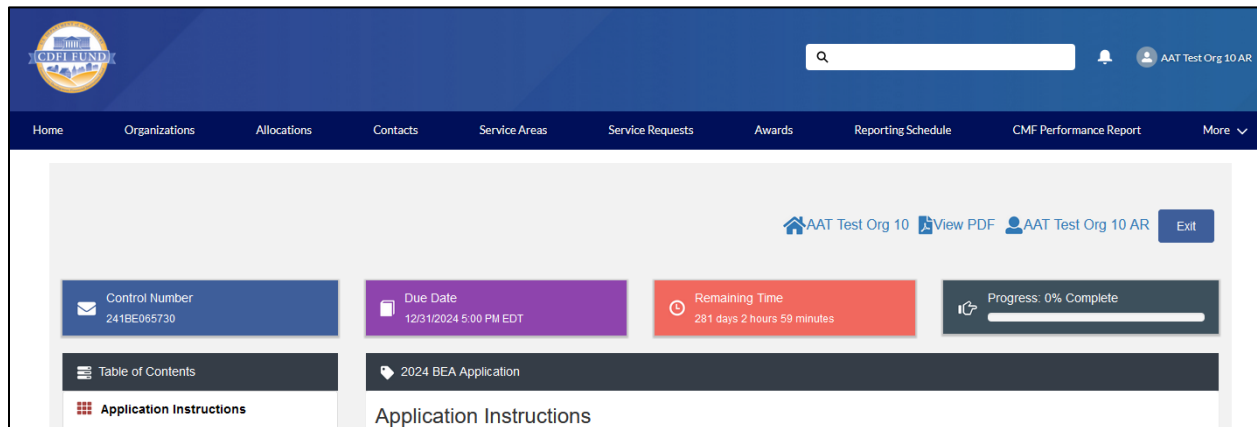 CDFI FUND
AAT Test Org 10 AR
Home Organizations Allocations Contacts Service Areas Service Requests Awards Reporting Schedule CMF Performance Report More
AAT Test Org 10 View PDF AAT Test Org 10 AR Exit
Control Number
241BE065730
Due Date
12/31/2024 5:00 PM EDT
Remaining Time
281 days 2 hours 59 minutes
Progress: 0% Complete
Table of Contents
2024 BEA Application
Application Instructions
Application Instructions